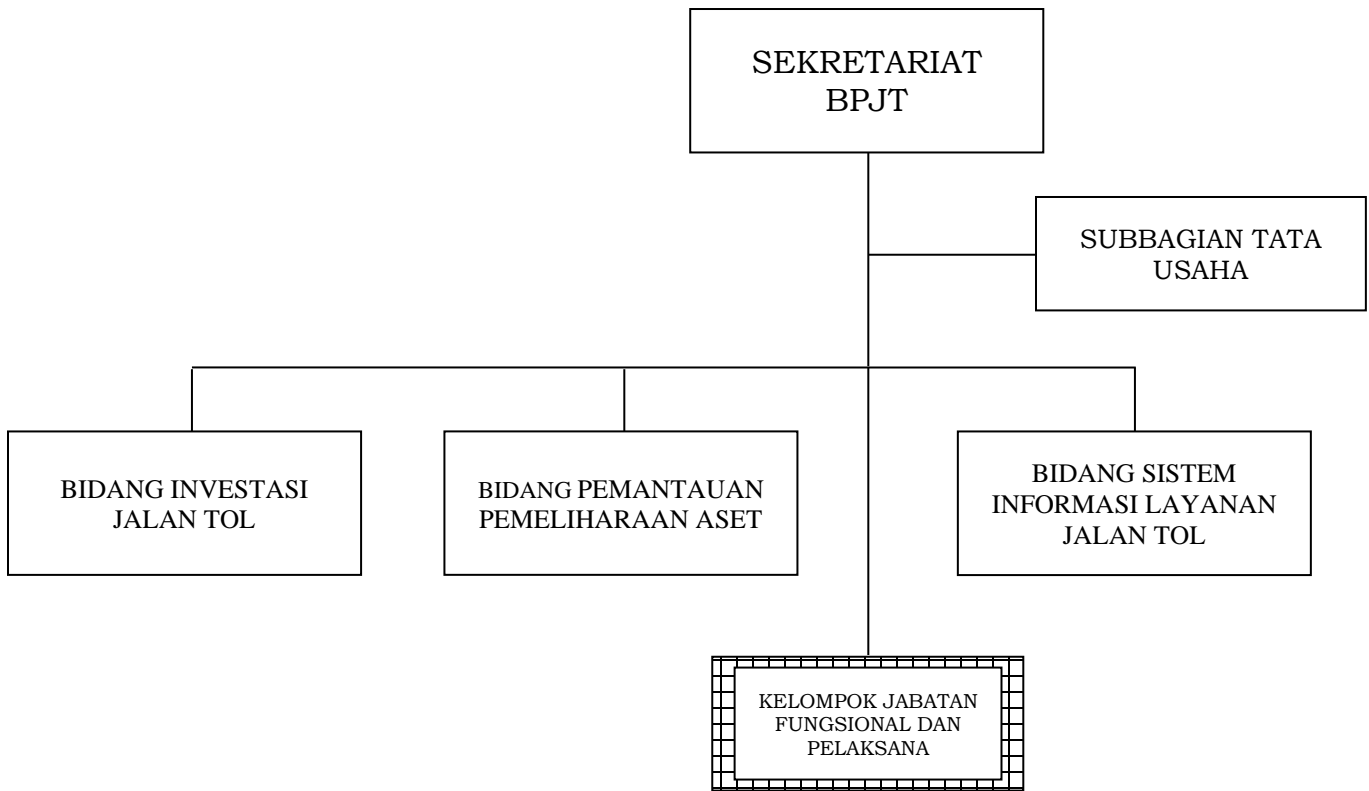 SEKRETARIAT
BPJT
SUBBAGIAN TATA
USAHA
BIDANG INVESTASI
JALAN TOL
BIDANG PEMANTAUAN
PEMELIHARAAN ASET
BIDANG SISTEM
INFORMASI LAYANAN
JALAN TOL
KELOMPOK JABATAN
FUNGSIONAL DAN
PELAKSANA